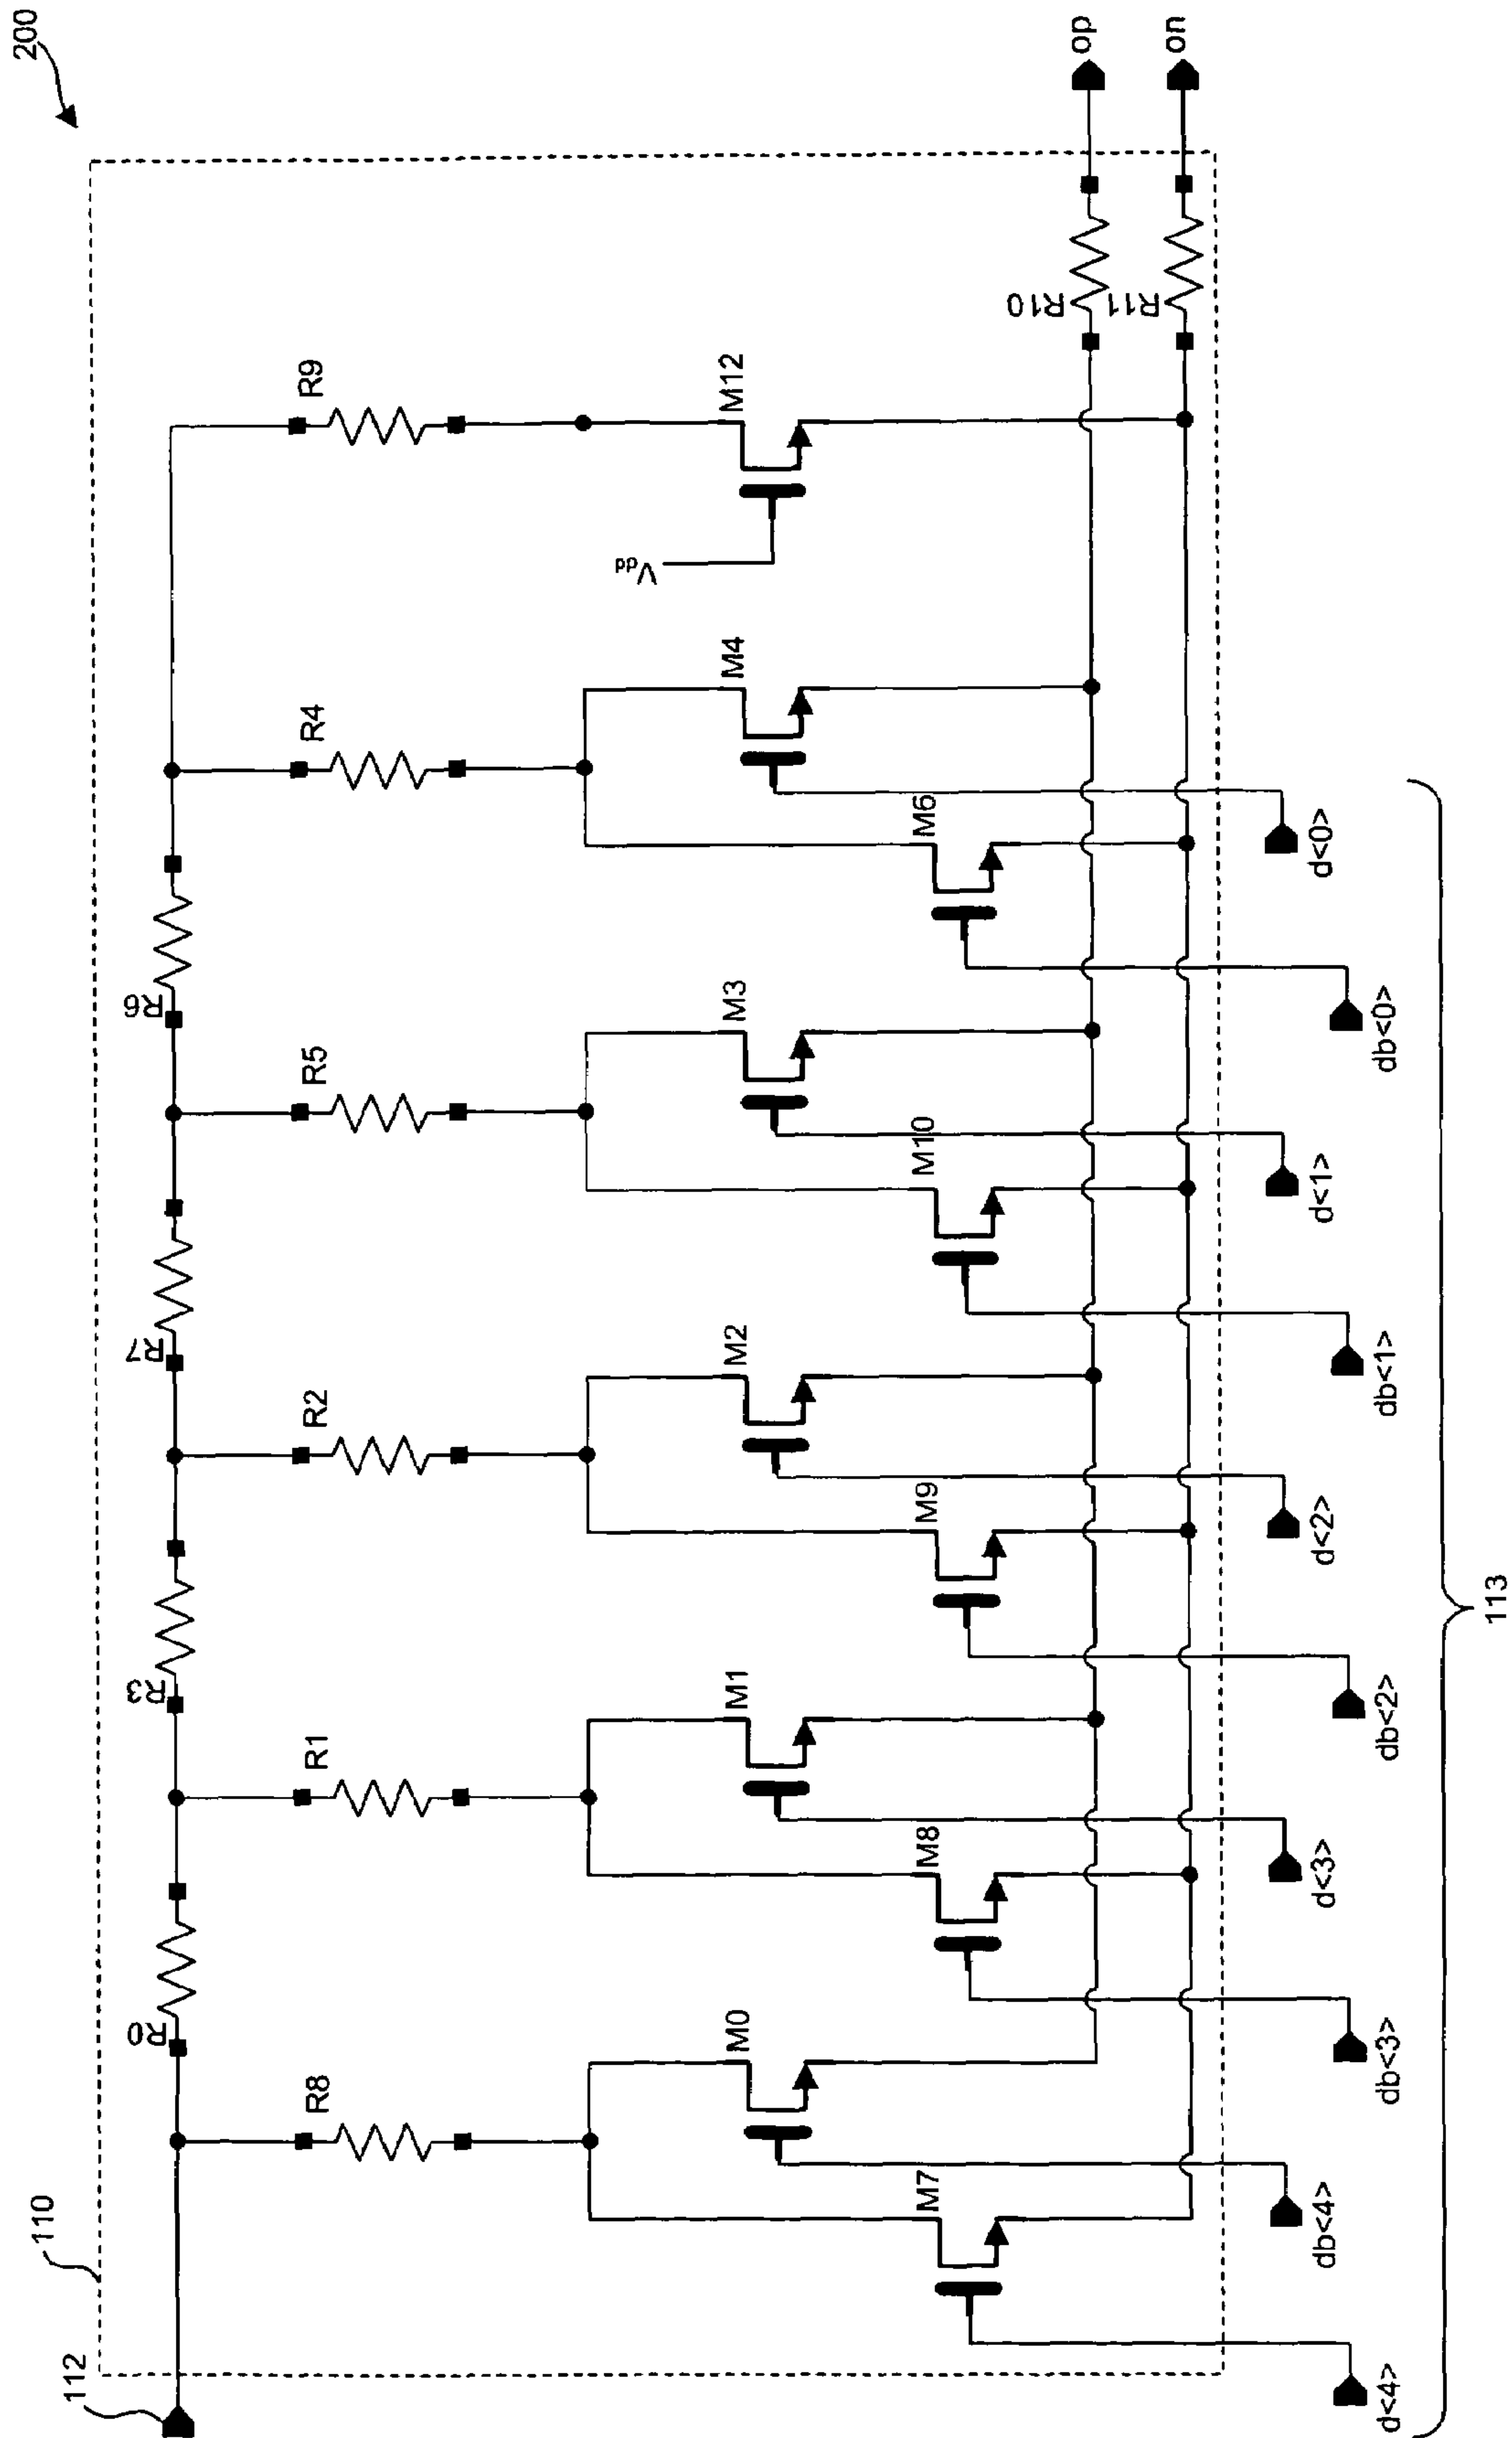 200
110
112
R9
R4
R6
R5
R7
R2
R3
R1
R0
R8
M12
Vdd
M4
M6
M3
M10
M2
M9
M1
M8
M0
M7
R10
R11
op
on
d<0>
db<0>
d<1>
db<1>
d<2>
db<2>
d<3>
db<3>
db<4>
d<4>
113